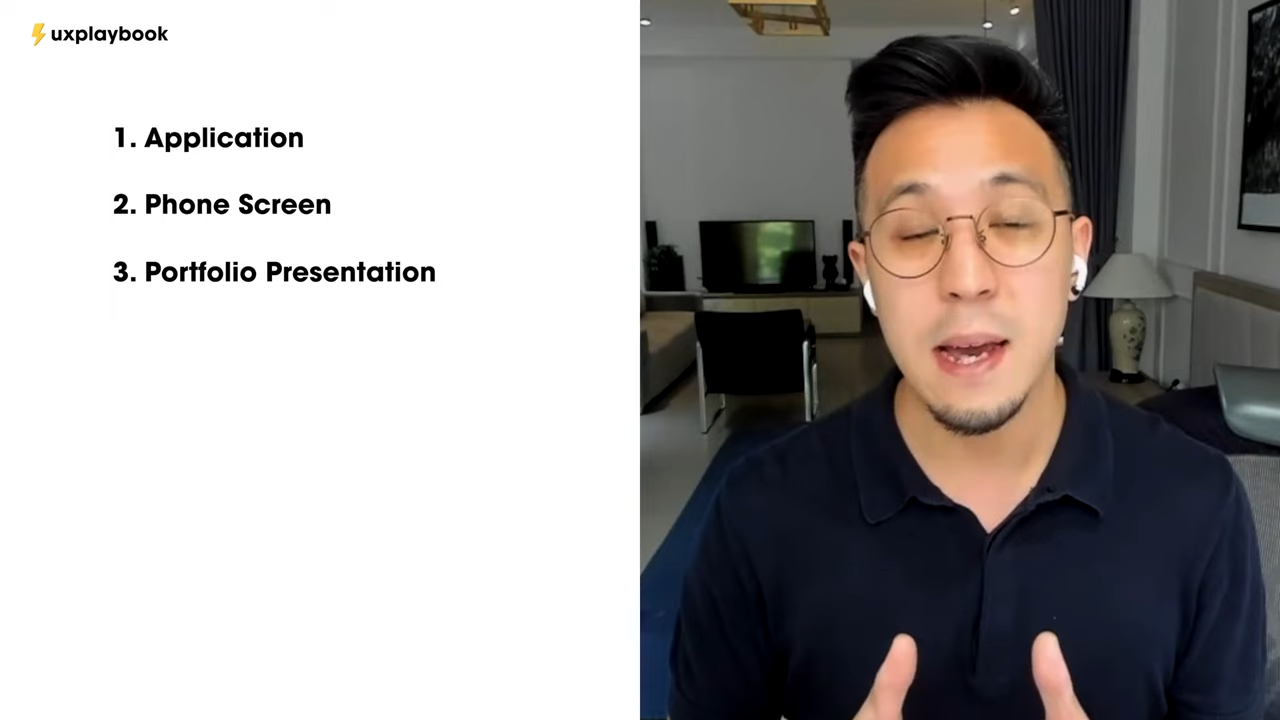 uxplaybook
1. Application
2. Phone Screen
3. Portfolio Presentation